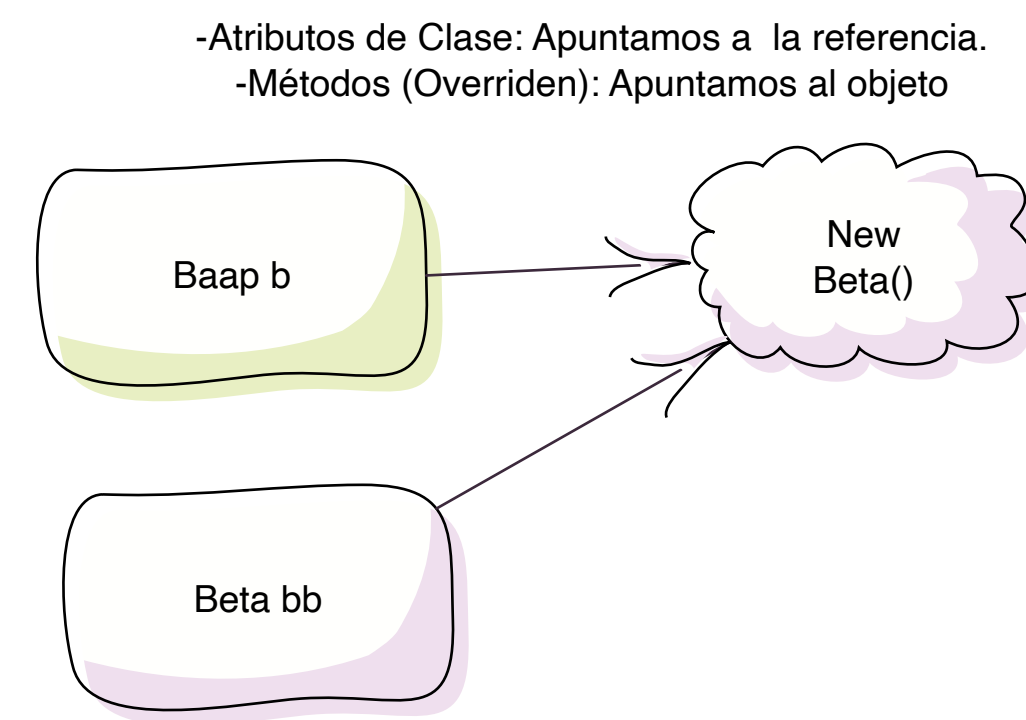 -Atributos de Clase: Apuntamos a  la referencia.
-Métodos (Overriden): Apuntamos al objeto
New
Beta()
Baap b
Beta bb